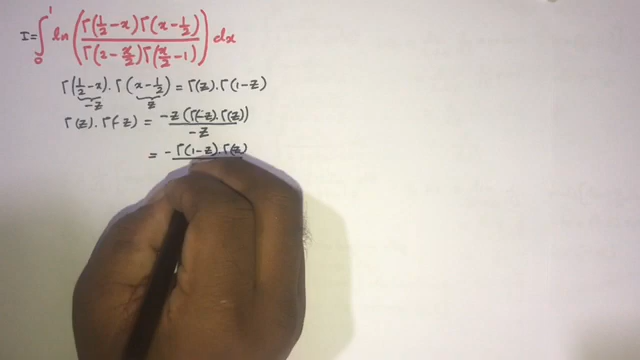 I = ∫₀¹ ln( Γ(1/2 - x) Γ(x - 1/2) / Γ(2 - x/2) Γ(x/2 - 1) ) dx
Γ(1/2 - x) . Γ(x - 1/2) = Γ(z) . Γ(1 - z)
-z z
Γ(z) . Γ(-z) = -z (Γ(-z) . Γ(z)) / -z
= -Γ(1 - z) . Γ(z)